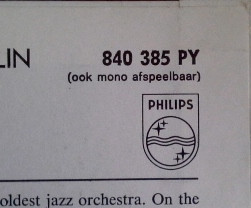 LIN 840 385 PY
(ook mono afspeelbaar)
PHILIPS
oldest jazz orchestra. On the